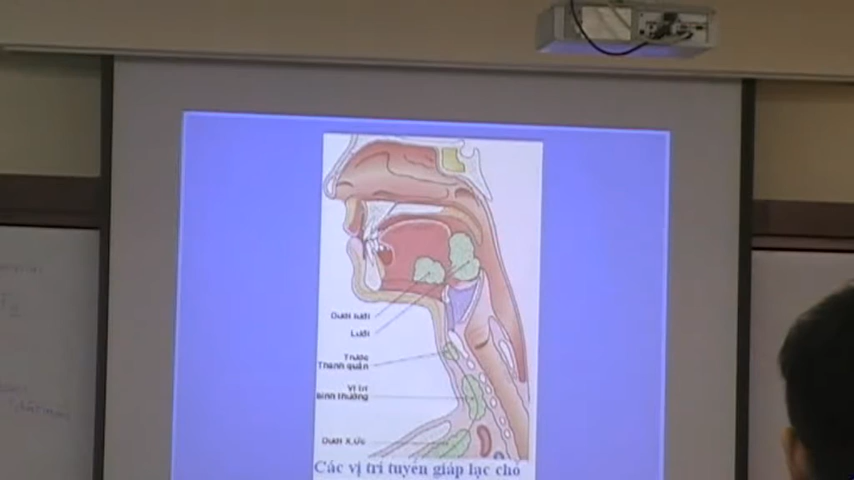 Dưới lưỡi
Lưỡi
Trước
Thanh quản
Vị trí
Bình thường
Dưới X.Ức
Các vị trí tuyến giáp lạc chỗ